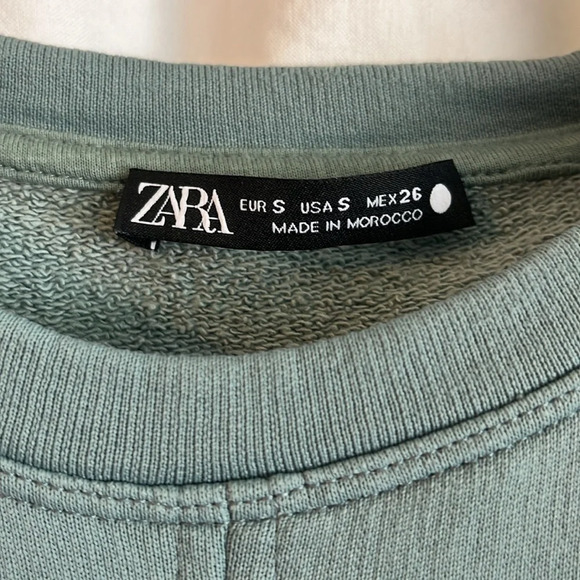 ZARA EUR S USA S MEX 26
MADE IN MOROCCO